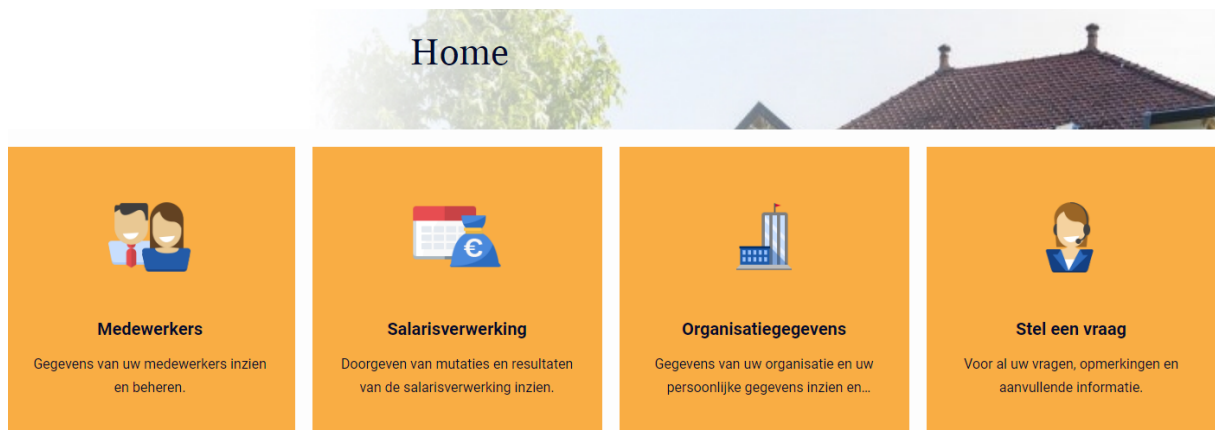 Home
Medewerkers
Gegevens van uw medewerkers inzien
en beheren.
Salarisverwerking
€
Doorgeven van mutaties en resultaten
van de salarisverwerking inzien.
Organisatiegegevens
Gegevens van uw organisatie en uw
persoonlijke gegevens inzien en...
Stel een vraag
Voor al uw vragen, opmerkingen en
aanvullende informatie.